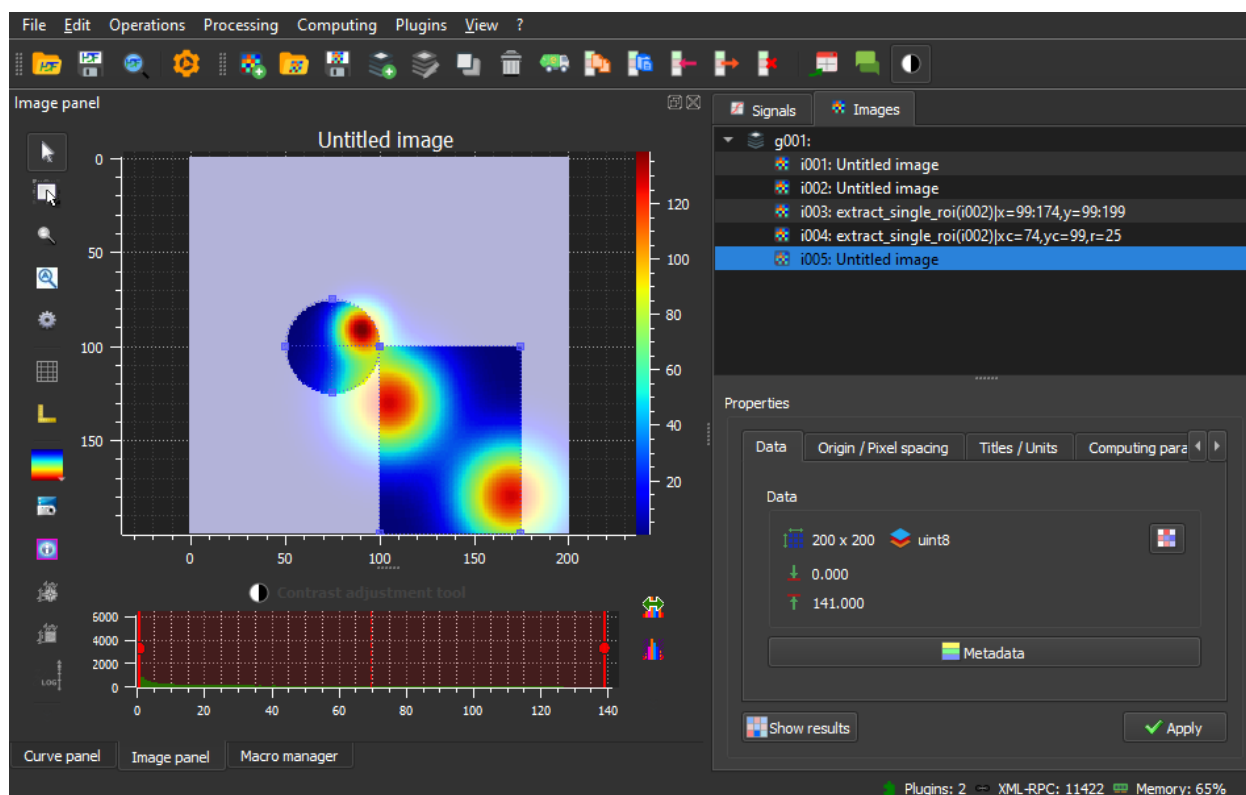 File Edit Operations Processing Computing Plugins View ?
Image panel
Untitled image
0
50
100
150
0 50 100 150 200
120
100
80
60
40
20
Contrast adjustment tool
6000
4000
2000
0
0 20 40 60 80 100 120 140
LOG
Curve panel Image panel Macro manager
Signals Images
g001:
i001: Untitled image
i002: Untitled image
i003: extract_single_roi(i002)|x=99:174,y=99:199
i004: extract_single_roi(i002)|xc=74,yc=99,r=25
i005: Untitled image
Properties
Data Origin / Pixel spacing Titles / Units Computing para
Data
200 x 200 uint8
0.000
141.000
Metadata
Show results Apply
Plugins: 2 XML-RPC: 11422 Memory: 65%